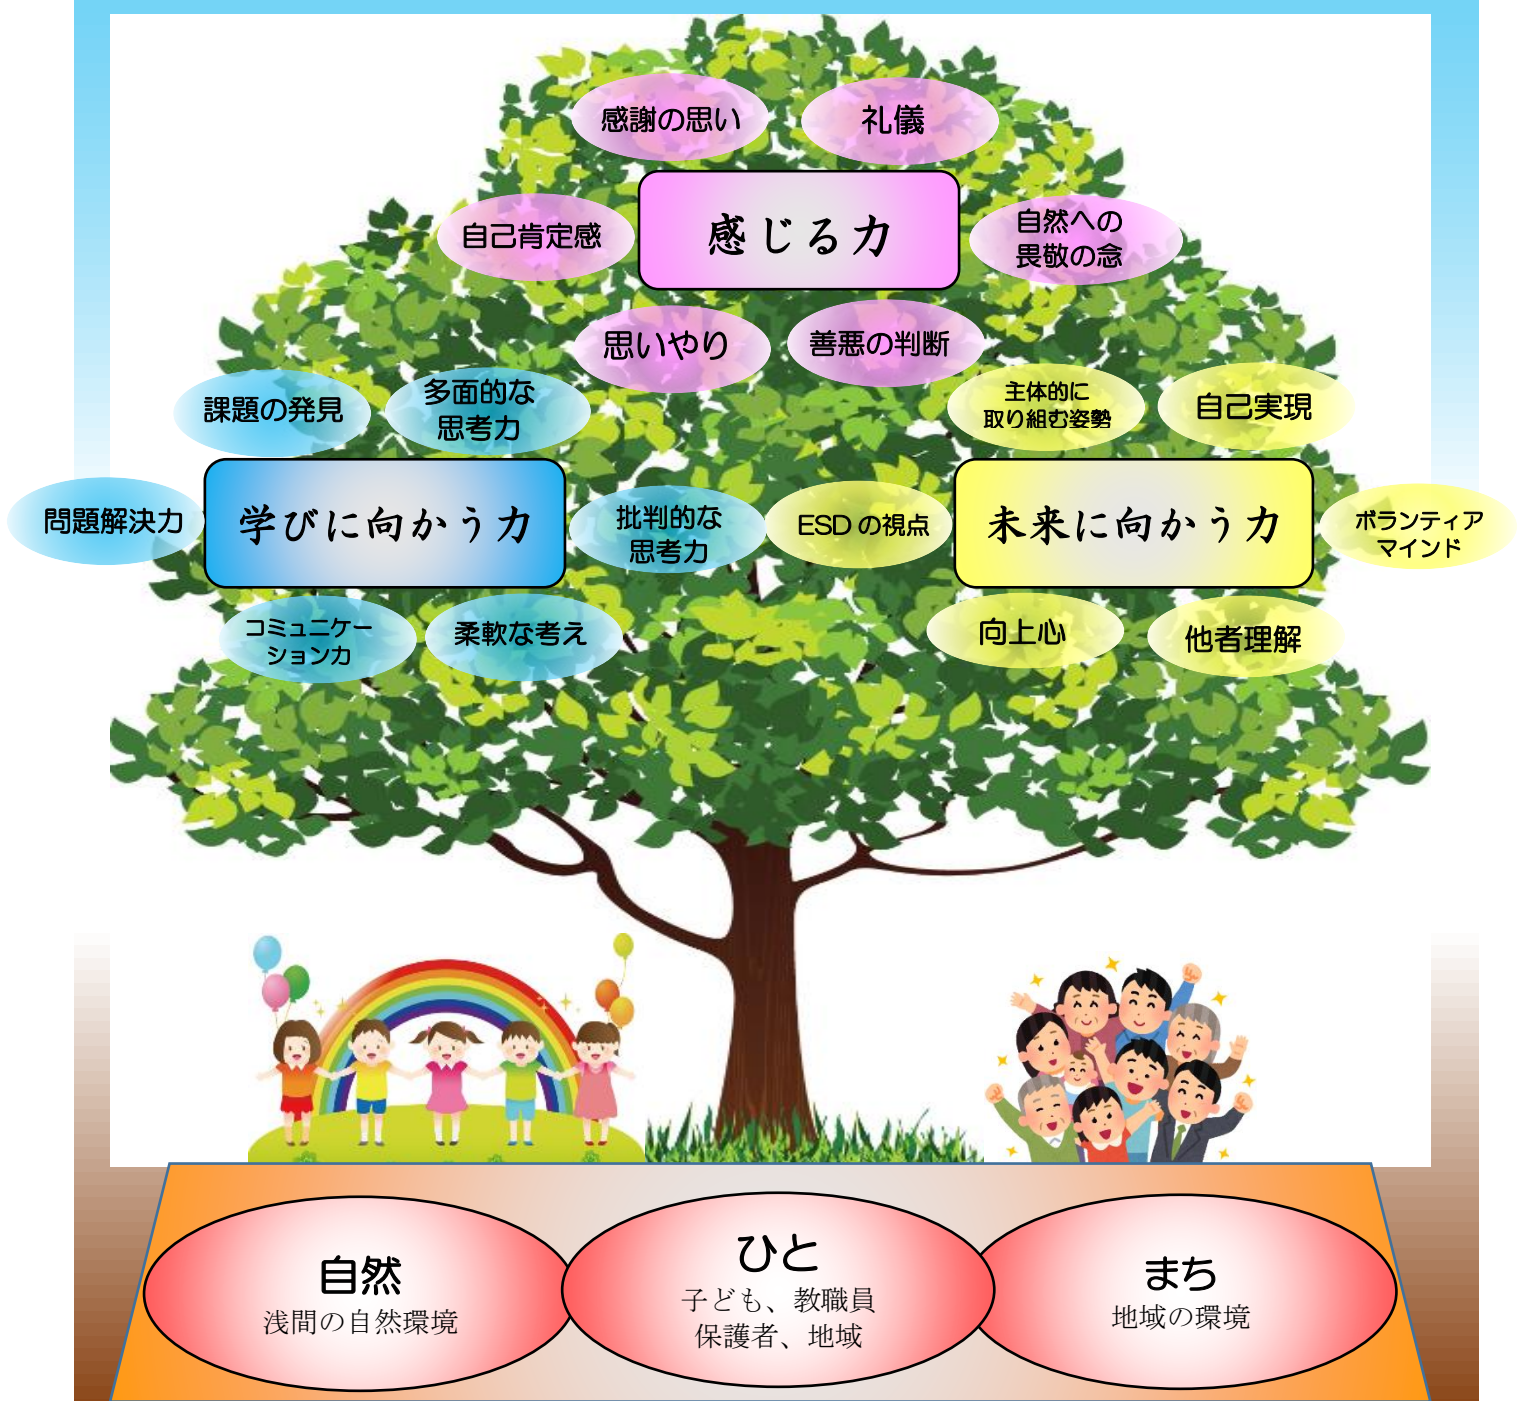 感謝の思い
礼儀
感じる力
自己肯定感
自然への
畏敬の念
思いやり
善悪の判断
課題の発見
多面的な
思考力
主体的に
取り組む姿勢
自己実現
問題解決力
学びに向かう力
批判的な
思考力
ESDの視点
未来に向かう力
ボランティア
マインド
コミュニケー
ション力
柔軟な考え
向上心
他者理解
自然
浅間の自然環境
ひと
子ども、教職員
保護者、地域
まち
地域の環境